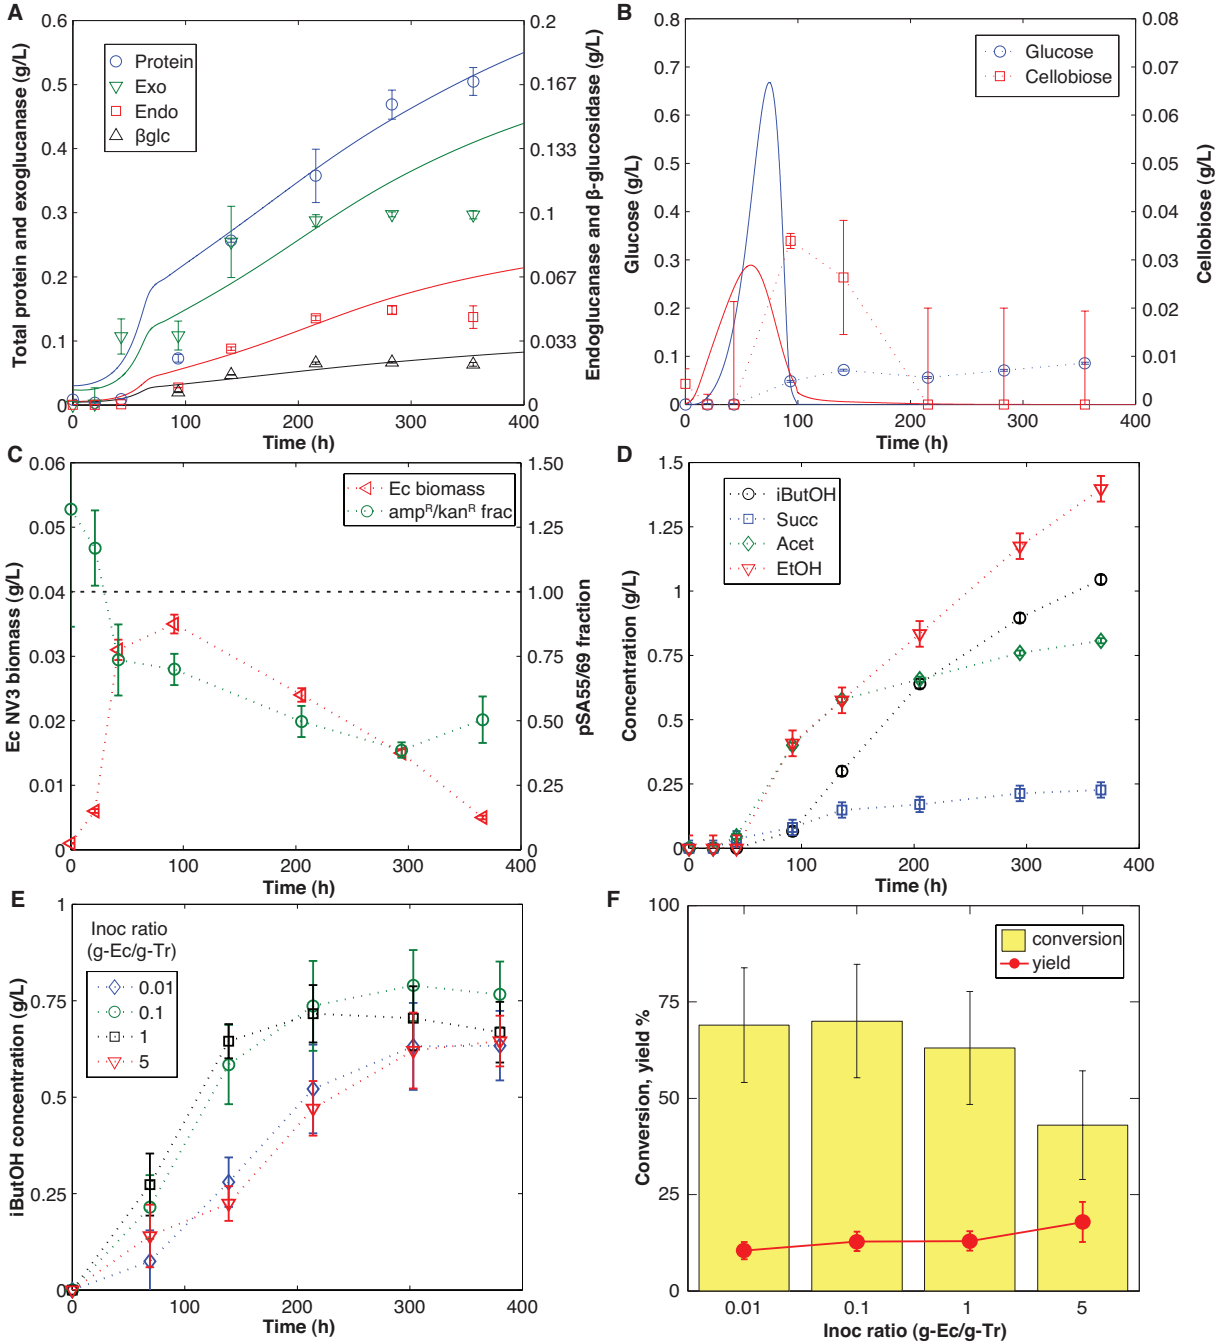 A
Total protein and exoglucanase (g/L)
0.6
0.5
0.4
0.3
0.2
0.1
0
Protein
Exo
Endo
βglc
0.2
0.167
0.133
0.1
0.067
0.033
0
Endoglucanase and β-glucosidase (g/L)
0 100 200 300 400
Time (h)
B
Glucose (g/L)
0.8
0.7
0.6
0.5
0.4
0.3
0.2
0.1
0
Glucose
Cellobiose
0.08
0.07
0.06
0.05
0.04
0.03
0.02
0.01
0
Cellobiose (g/L)
0 100 200 300 400
Time (h)
C
Ec NV3 biomass (g/L)
0.06
0.05
0.04
0.03
0.02
0.01
0
Ec biomass
ampᴿ/kanᴿ frac
1.50
1.25
1.00
0.75
0.50
0.25
0
pSA55/69 fraction
0 100 200 300 400
Time (h)
D
Concentration (g/L)
1.5
1.25
1
0.75
0.5
0.25
0
iButOH
Succ
Acet
EtOH
0 100 200 300 400
Time (h)
E
iButOH concentration (g/L)
1
0.75
0.5
0.25
0
Inoc ratio
(g-Ec/g-Tr)
0.01
0.1
1
5
0 100 200 300 400
Time (h)
F
Conversion, yield %
100
75
50
25
0
conversion
yield
0.01 0.1 1 5
Inoc ratio (g-Ec/g-Tr)